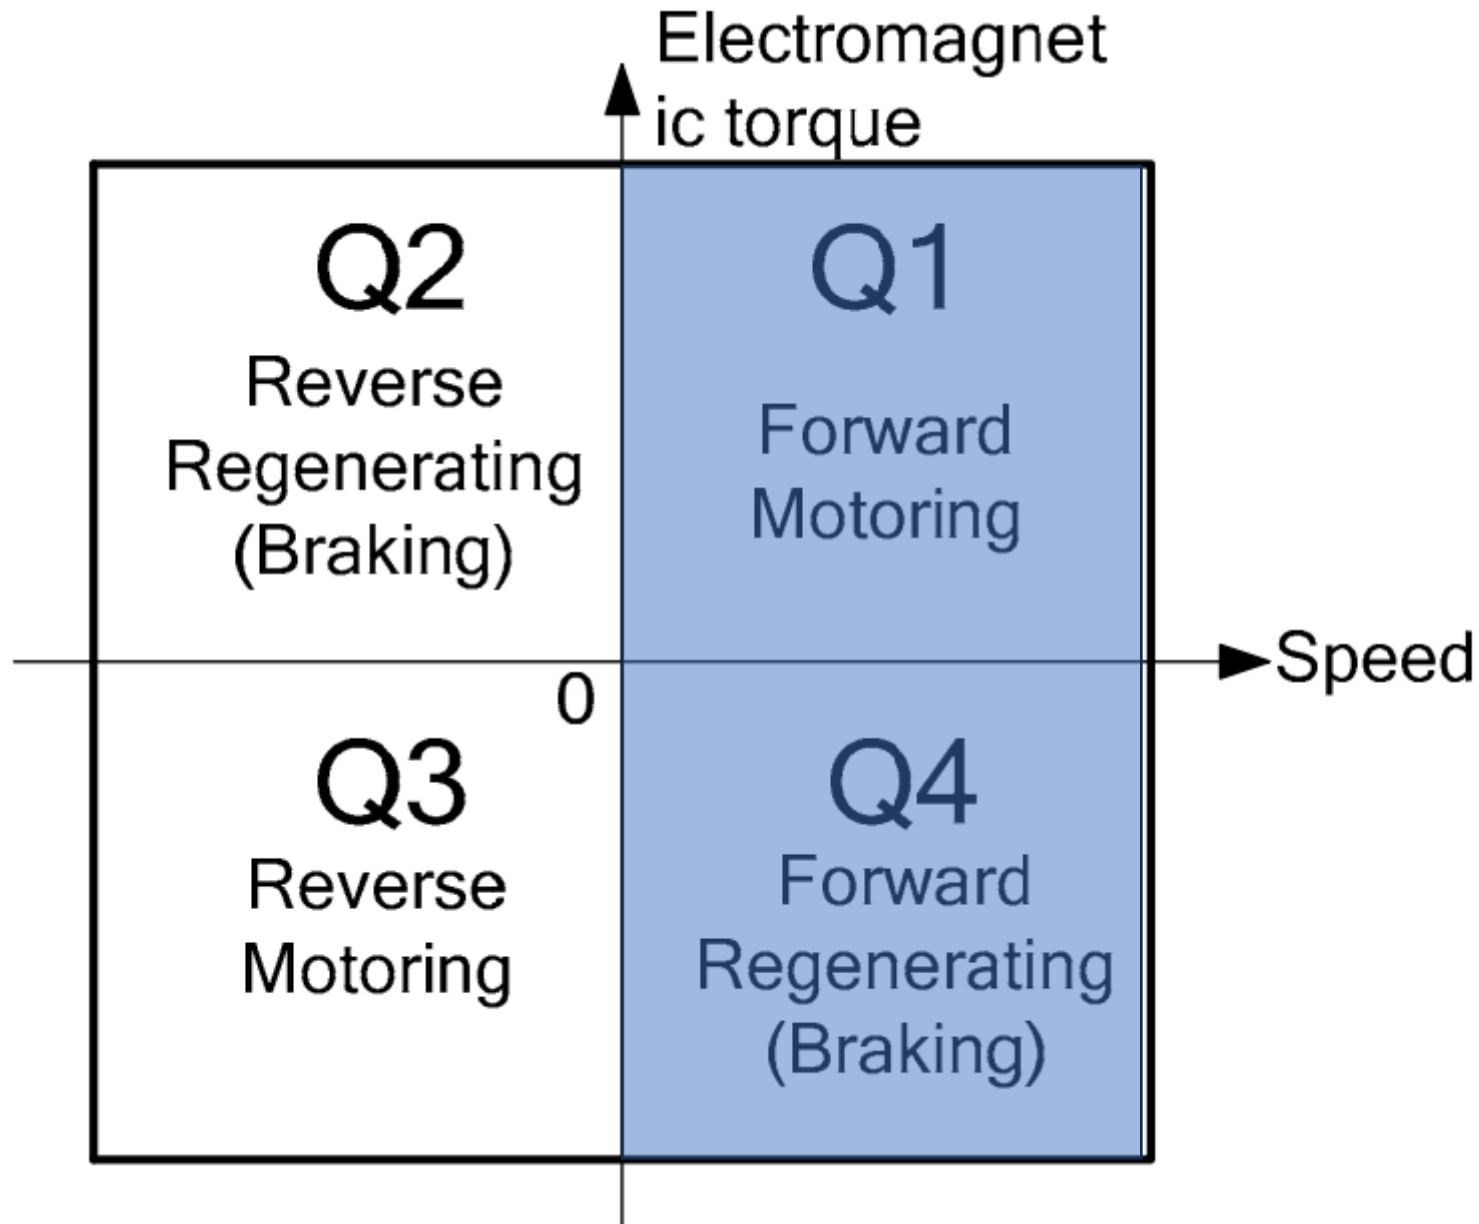 Electromagnet
ic torque
Q2
Reverse
Regenerating
(Braking)
Q1
Forward
Motoring
Speed
0
Q3
Reverse
Motoring
Q4
Forward
Regenerating
(Braking)